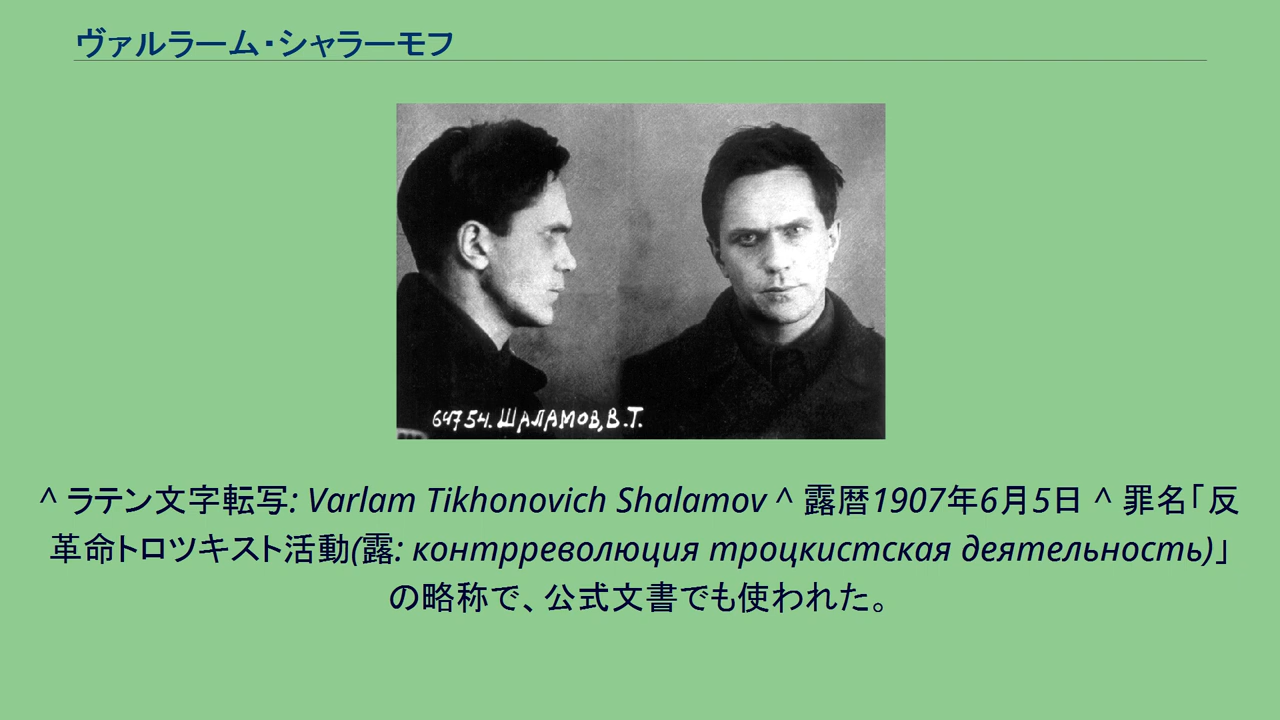 ヴァルラーム・シャラーモフ
64754. ШАЛАМОВ, В.Т.
^ ラテン文字転写: Varlam Tikhonovich Shalamov ^ 露暦1907年6月5日 ^ 罪名「反
革命トロツキスト活動(露: контрреволюция троцкистская деятельность)」
の略称で、公式文書でも使われた。